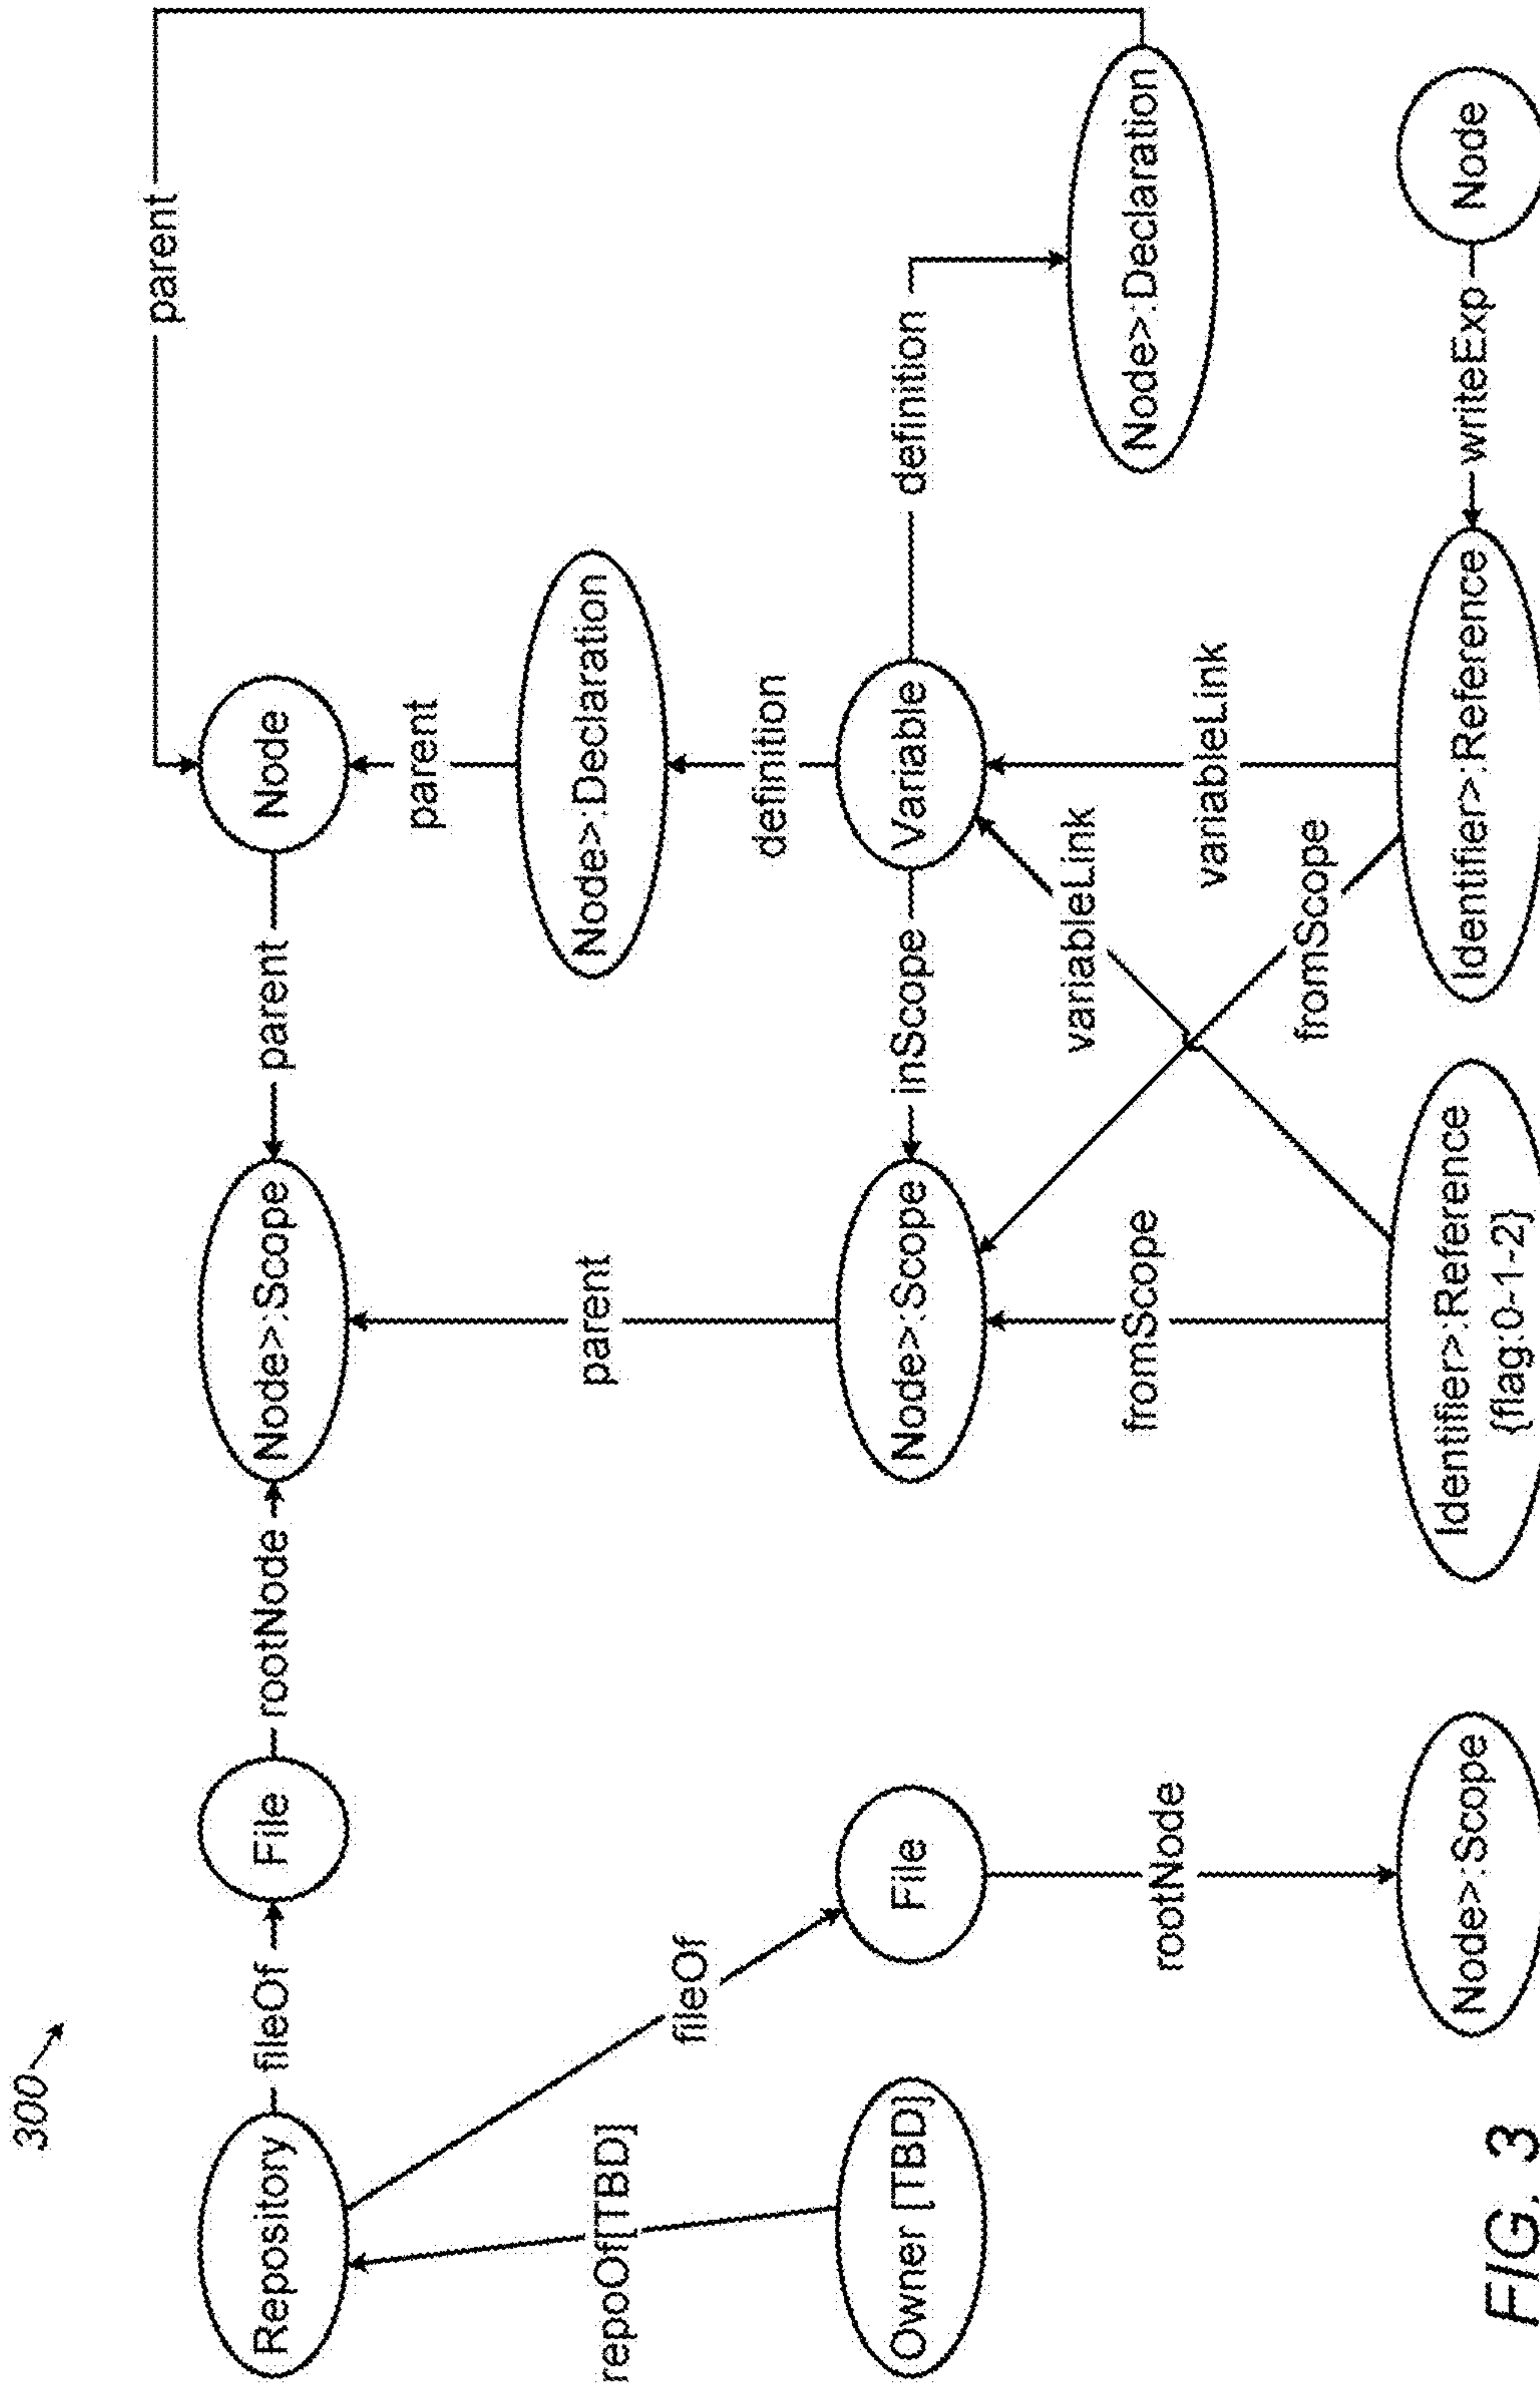 300
Repository
fileOf
File
rootNode
Node>:Scope
parent
Node
parent
repoOf[TBD]
fileOf
parent
parent
Node>:Declaration
definition
Owner [TBD]
File
Node>:Scope
inScope
Variable
definition
rootNode
fromScope
variableLink
fromScope
variableLink
Node>:Declaration
Node>:Scope
Identifier>:Reference
{flag:0-1-2}
Identifier>:Reference
writeExp
Node
FIG. 3